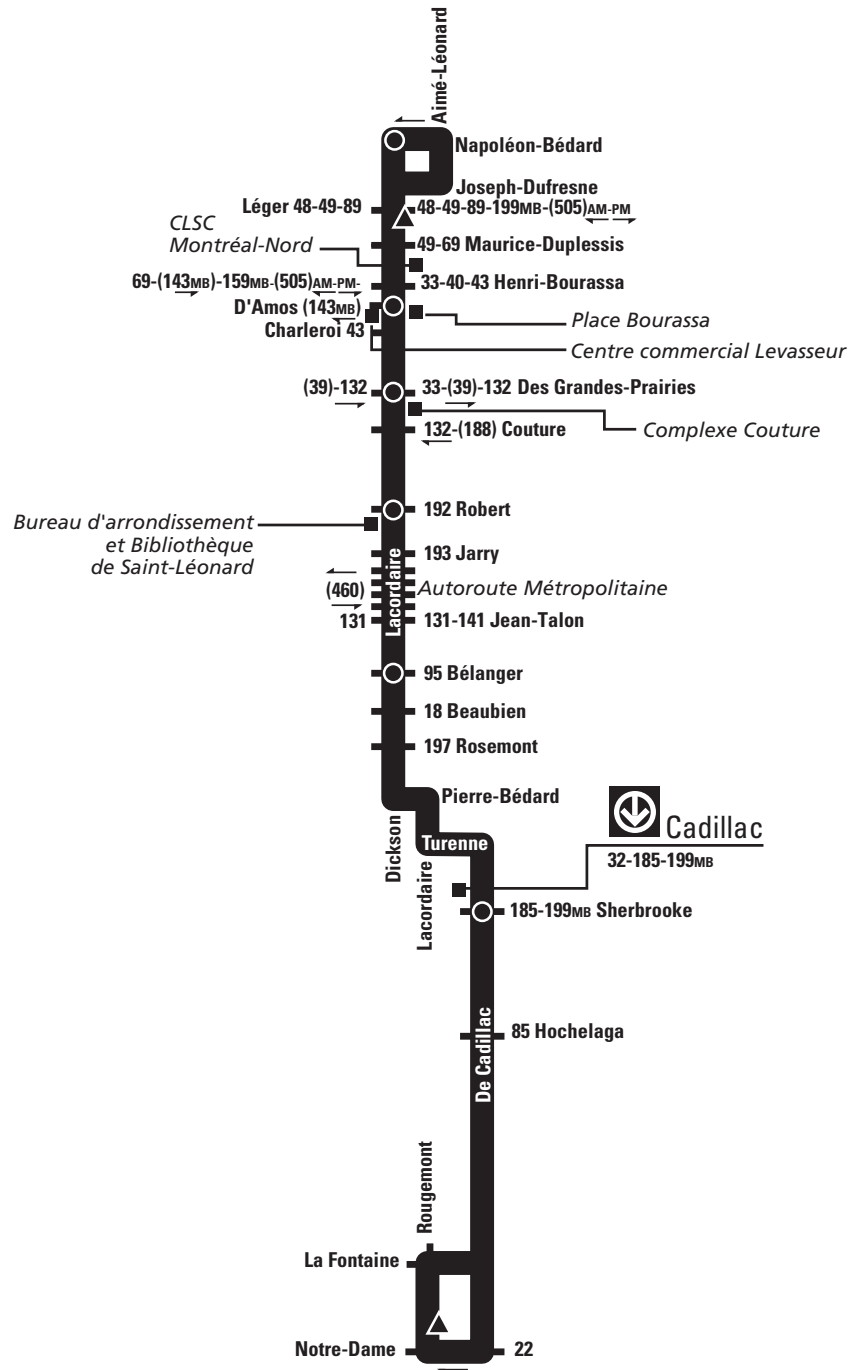 Aimé-Léonard
Napoléon-Bédard
Joseph-Dufresne
Léger 48-49-89
48-49-89-199MB-(505)AM-PM
CLSC
Montréal-Nord
49-69 Maurice-Duplessis
69-(143MB)-159MB-(505)AM-PM-
33-40-43 Henri-Bourassa
D'Amos (143MB)
Place Bourassa
Charleroi 43
Centre commercial Levasseur
(39)-132
33-(39)-132 Des Grandes-Prairies
132-(188) Couture
Complexe Couture
192 Robert
Bureau d'arrondissement
et Bibliothèque
de Saint-Léonard
193 Jarry
Lacordaire
(460)
Autoroute Métropolitaine
131
131-141 Jean-Talon
95 Bélanger
18 Beaubien
197 Rosemont
Pierre-Bédard
Dickson
Turenne
Cadillac
32-185-199MB
Lacordaire
185-199MB Sherbrooke
85 Hochelaga
De Cadillac
Rougemont
La Fontaine
Notre-Dame
22